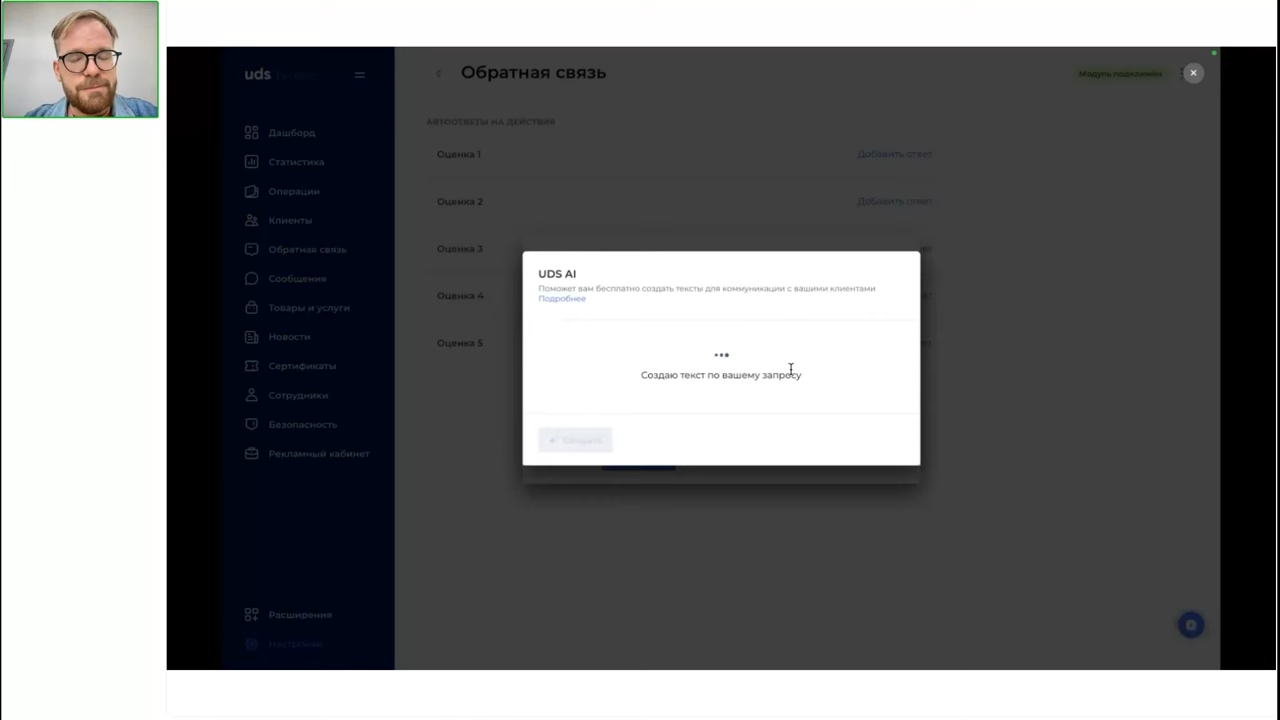 uds
Обратная связь
Модуль подключён
АВТООТВЕТЫ НА ДЕЙСТВИЯ
Дашборд
Статистика
Операции
Клиенты
Обратная связь
Сообщения
Товары и услуги
Новости
Сертификаты
Сотрудники
Безопасность
Рекламный кабинет
Расширения
Настройки
Оценка 1
Добавить ответ
Оценка 2
Добавить ответ
Оценка 3
Оценка 4
Оценка 5
UDS AI
Поможет вам бесплатно создать тексты для коммуникации с вашими клиентами
Подробнее
Создаю текст по вашему запросу